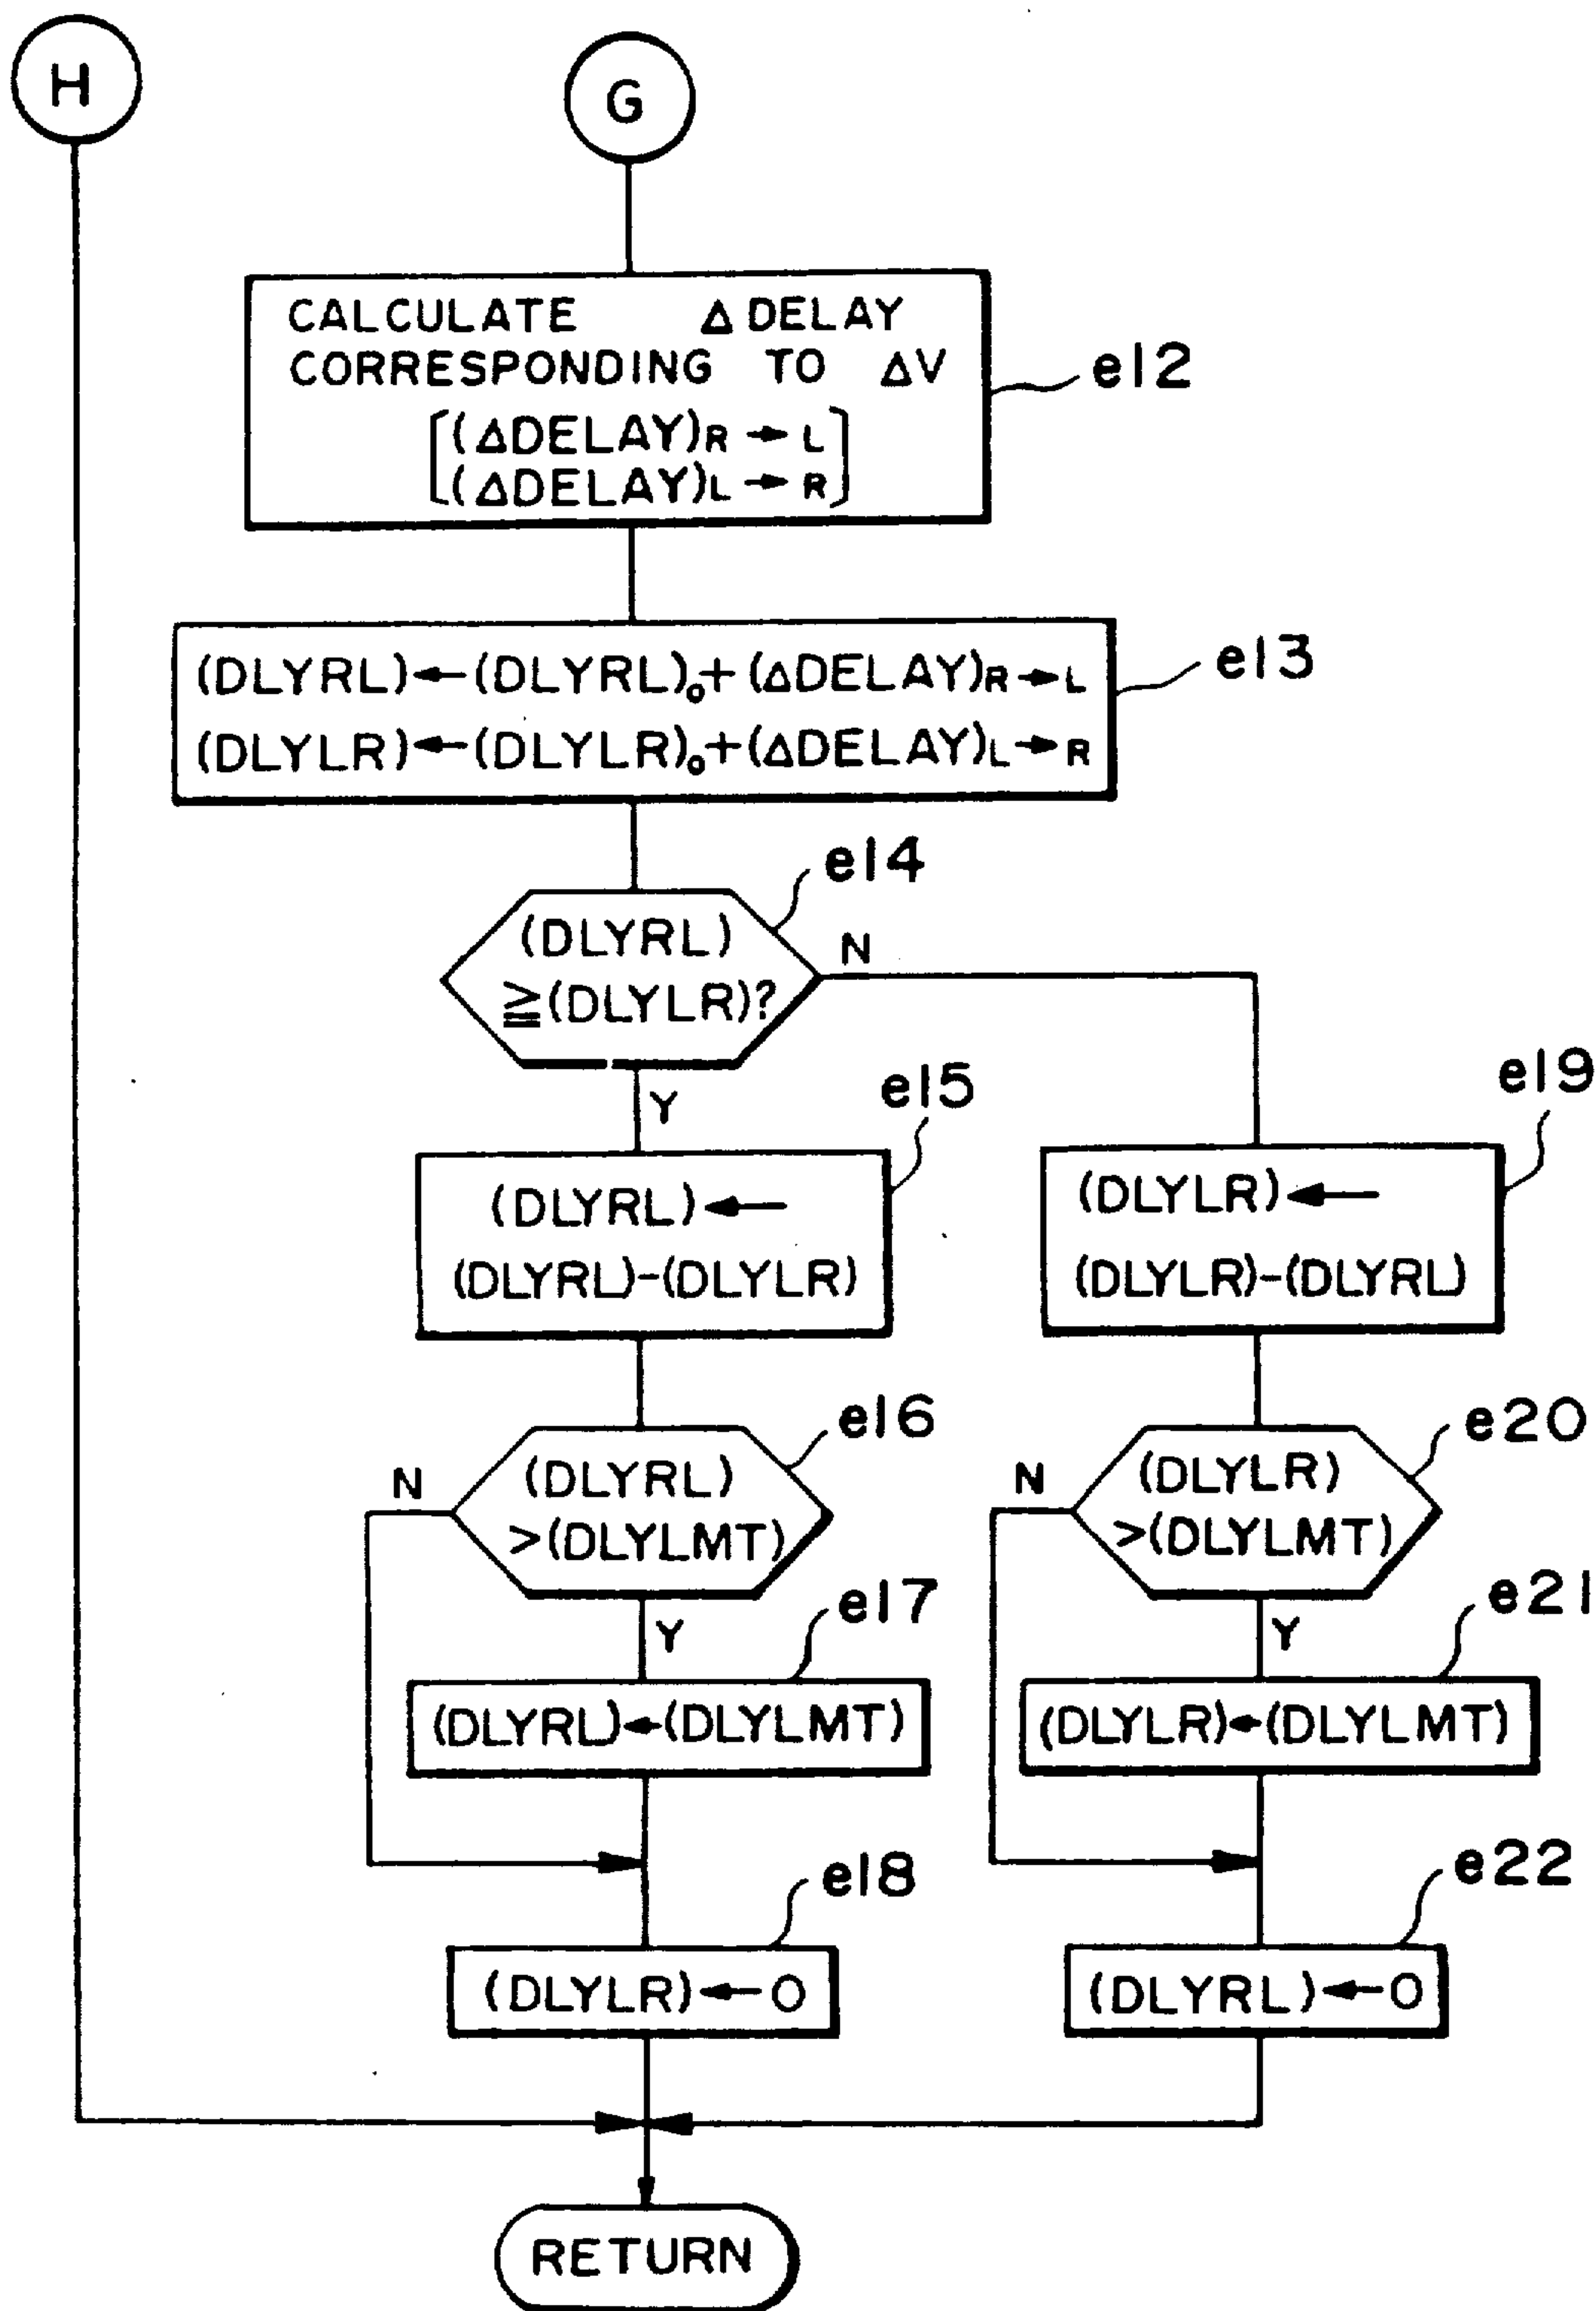 H
G
CALCULATE Δ DELAY
CORRESPONDING TO ΔV
[(ΔDELAY)R → L]
[(ΔDELAY)L → R]
e12
(DLYRL)←(DLYRL)₀+(ΔDELAY)R → L
(DLYLR)←(DLYLR)₀+(ΔDELAY)L → R
e13
e14
(DLYRL)
≧(DLYLR)?
N
Y
e15
(DLYRL)←
(DLYRL)-(DLYLR)
e19
(DLYLR)←
(DLYLR)-(DLYRL)
e16
(DLYRL)
>(DLYLMT)
N
Y
e20
(DLYLR)
>(DLYLMT)
N
Y
e17
(DLYRL)←(DLYLMT)
e21
(DLYLR)←(DLYLMT)
e18
(DLYLR)←0
e22
(DLYRL)←0
RETURN